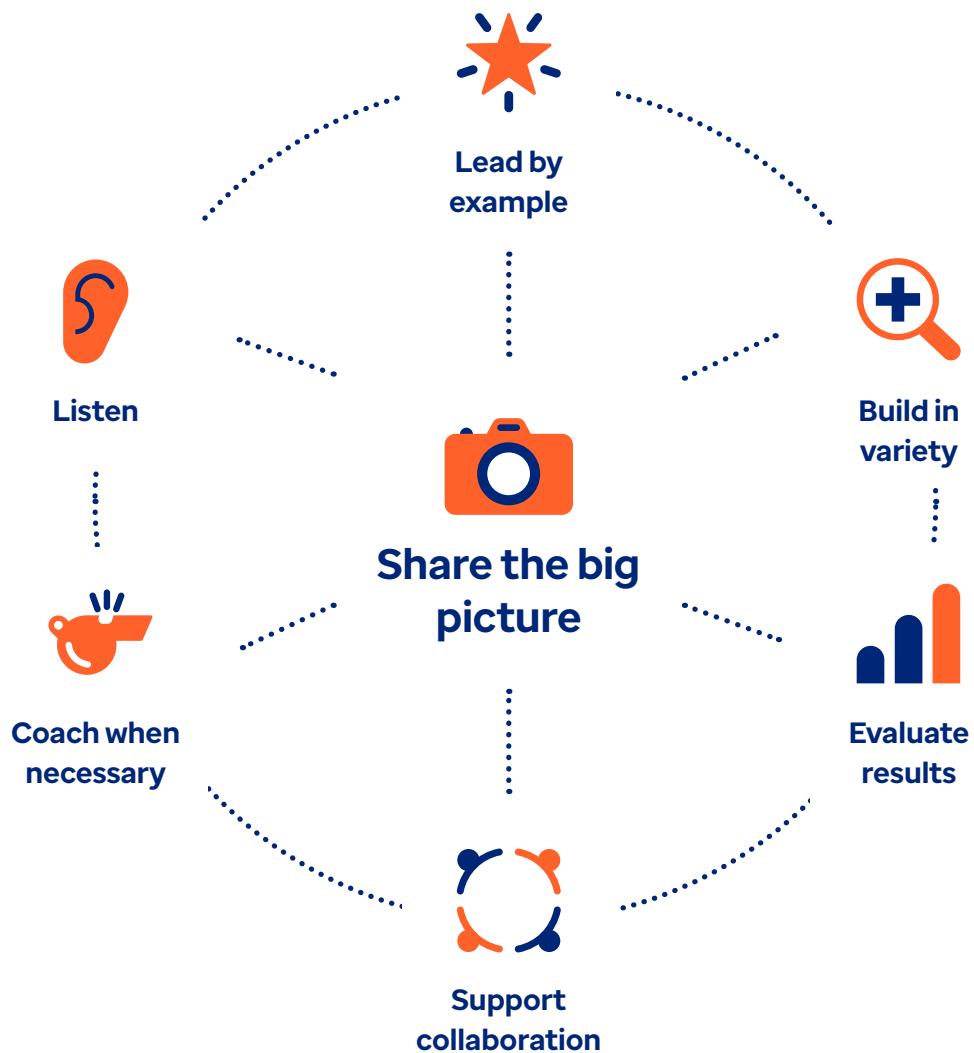 Lead by
example
Listen
Build in
variety
Share the big
picture
Coach when
necessary
Evaluate
results
Support
collaboration